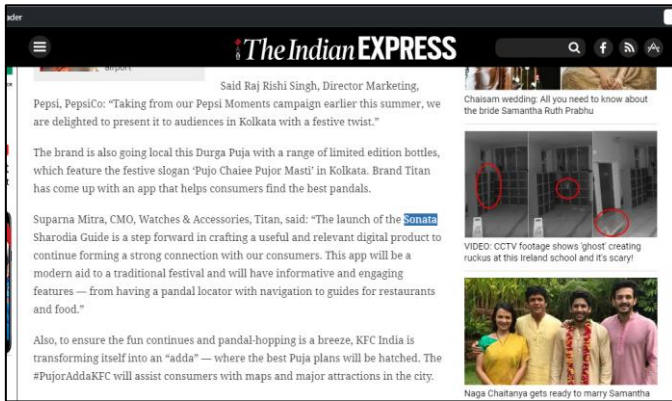 ader
The Indian EXPRESS
airport
Said Raj Rishi Singh, Director Marketing,
Pepsi, PepsiCo: “Taking from our Pepsi Moments campaign earlier this summer, we
are delighted to present it to audiences in Kolkata with a festive twist.”
The brand is also going local this Durga Puja with a range of limited edition bottles,
which feature the festive slogan ‘Pujo Chaiee Pujor Masti’ in Kolkata. Brand Titan
has come up with an app that helps consumers find the best pandals.
Suparna Mitra, CMO, Watches & Accessories, Titan, said: “The launch of the Sonata
Sharodia Guide is a step forward in crafting a useful and relevant digital product to
continue forming a strong connection with our consumers. This app will be a
modern aid to a traditional festival and will have informative and engaging
features — from having a pandal locator with navigation to guides for restaurants
and food.”
Also, to ensure the fun continues and pandal-hopping is a breeze, KFC India is
transforming itself into an “adda” — where the best Puja plans will be hatched. The
#PujorAddaKFC will assist consumers with maps and major attractions in the city.
Chaisam wedding: All you need to know about
the bride Samantha Ruth Prabhu
VIDEO: CCTV footage shows 'ghost' creating
ruckus at this Ireland school and it's scary!
Naga Chaitanya gets ready to marry Samantha